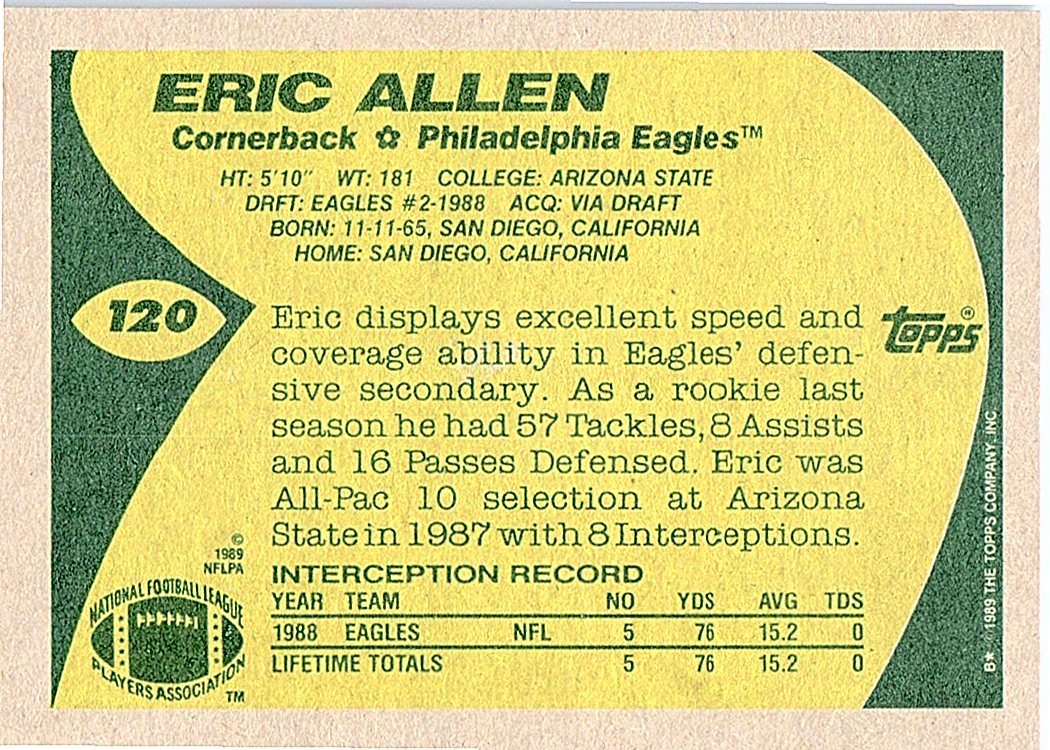 ERIC ALLEN
Cornerback ✩ Philadelphia Eagles™
HT: 5'10" WT: 181 COLLEGE: ARIZONA STATE
DRFT: EAGLES #2-1988 ACQ: VIA DRAFT
BORN: 11-11-65, SAN DIEGO, CALIFORNIA
HOME: SAN DIEGO, CALIFORNIA
120
Eric displays excellent speed and
coverage ability in Eagles' defen-
sive secondary. As a rookie last
season he had 57 Tackles, 8 Assists
and 16 Passes Defensed. Eric was
All-Pac 10 selection at Arizona
State in 1987 with 8 Interceptions.
topps®
INTERCEPTION RECORD
YEAR TEAM NO YDS AVG TDS
1988 EAGLES NFL 5 76 15.2 0
LIFETIME TOTALS 5 76 15.2 0
©
1989
NFLPA
NATIONAL FOOTBALL LEAGUE
PLAYERS ASSOCIATION
TM
B* © 1989 THE TOPPS COMPANY, INC.